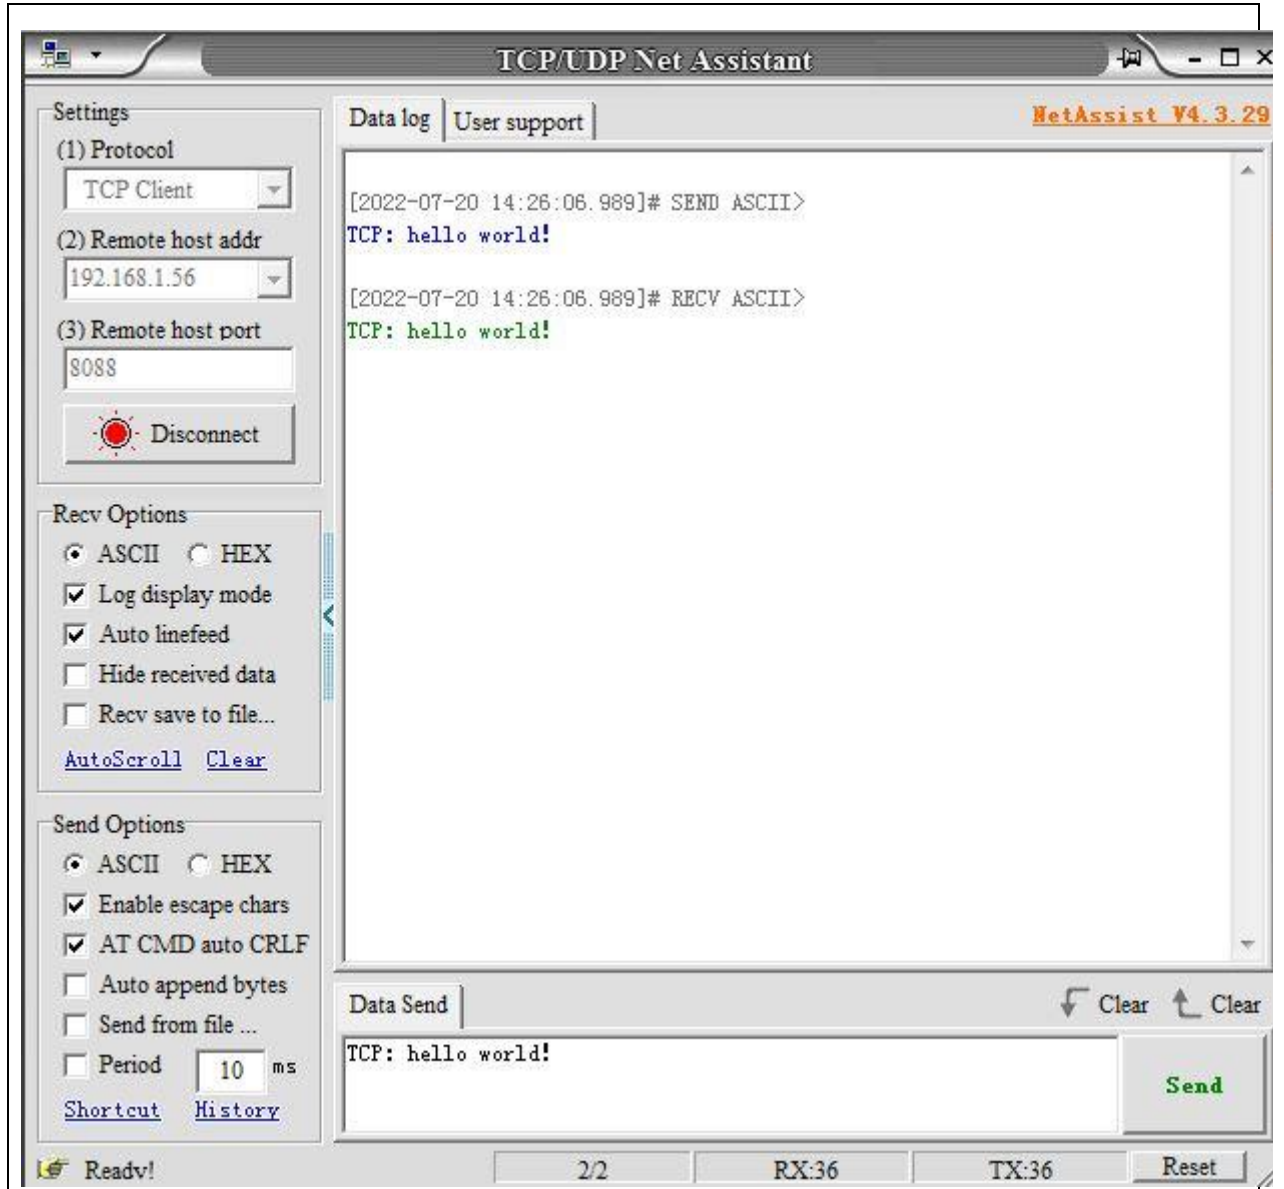 TCP/UDP Net Assistant
Settings
(1) Protocol
TCP Client
(2) Remote host addr
192.168.1.56
(3) Remote host port
8088
Disconnect
Recv Options
ASCII HEX
Log display mode
Auto linefeed
Hide received data
Recv save to file...
AutoScroll Clear
Send Options
ASCII HEX
Enable escape chars
AT CMD auto CRLF
Auto append bytes
Send from file ...
Period 10 ms
Shortcut History
Data log User support NetAssist V4.3.29
[2022-07-20 14:26:06.989]# SEND ASCII>
TCP: hello world!
[2022-07-20 14:26:06.989]# RECV ASCII>
TCP: hello world!
Data Send Clear Clear
TCP: hello world!
Send
Ready! 2/2 RX:36 TX:36 Reset